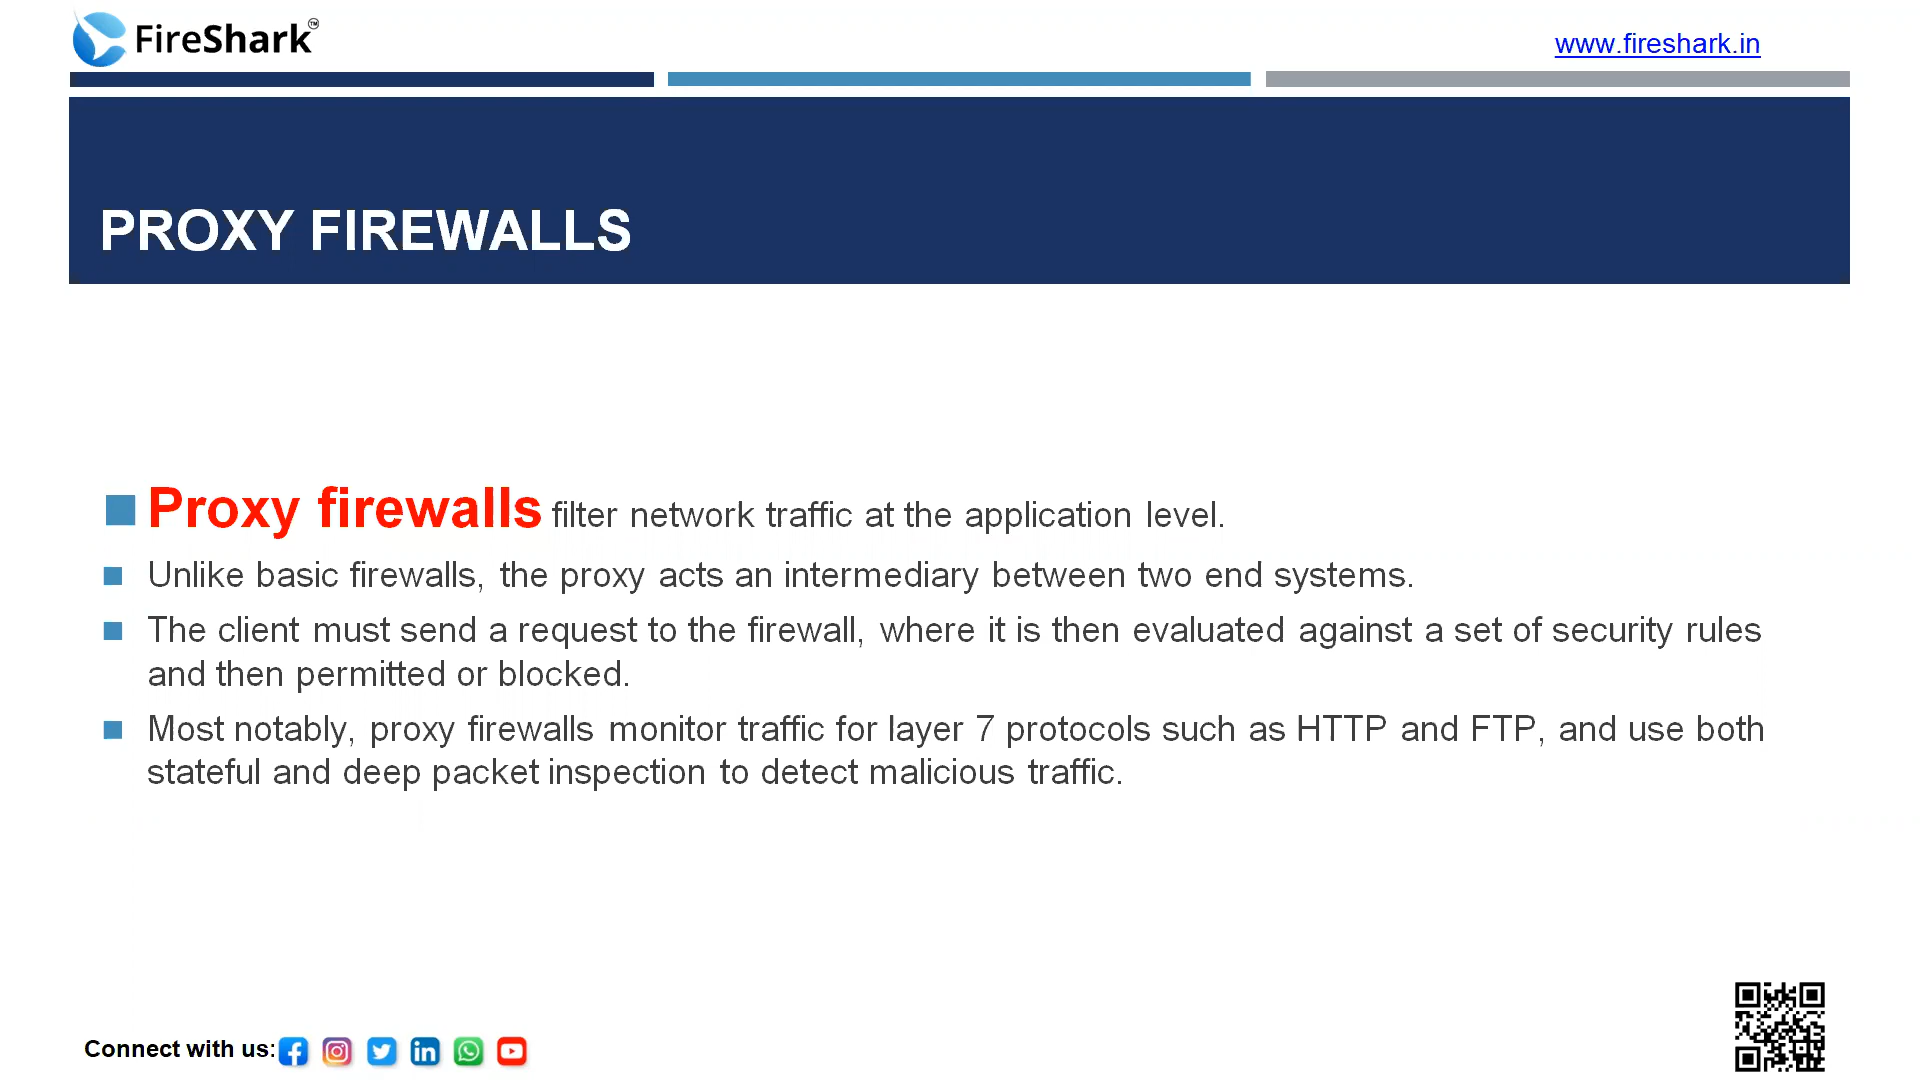 FireShark™
www.fireshark.in
PROXY FIREWALLS
Proxy firewalls filter network traffic at the application level.
Unlike basic firewalls, the proxy acts an intermediary between two end systems.
The client must send a request to the firewall, where it is then evaluated against a set of security rules
and then permitted or blocked.
Most notably, proxy firewalls monitor traffic for layer 7 protocols such as HTTP and FTP, and use both
stateful and deep packet inspection to detect malicious traffic.
Connect with us: